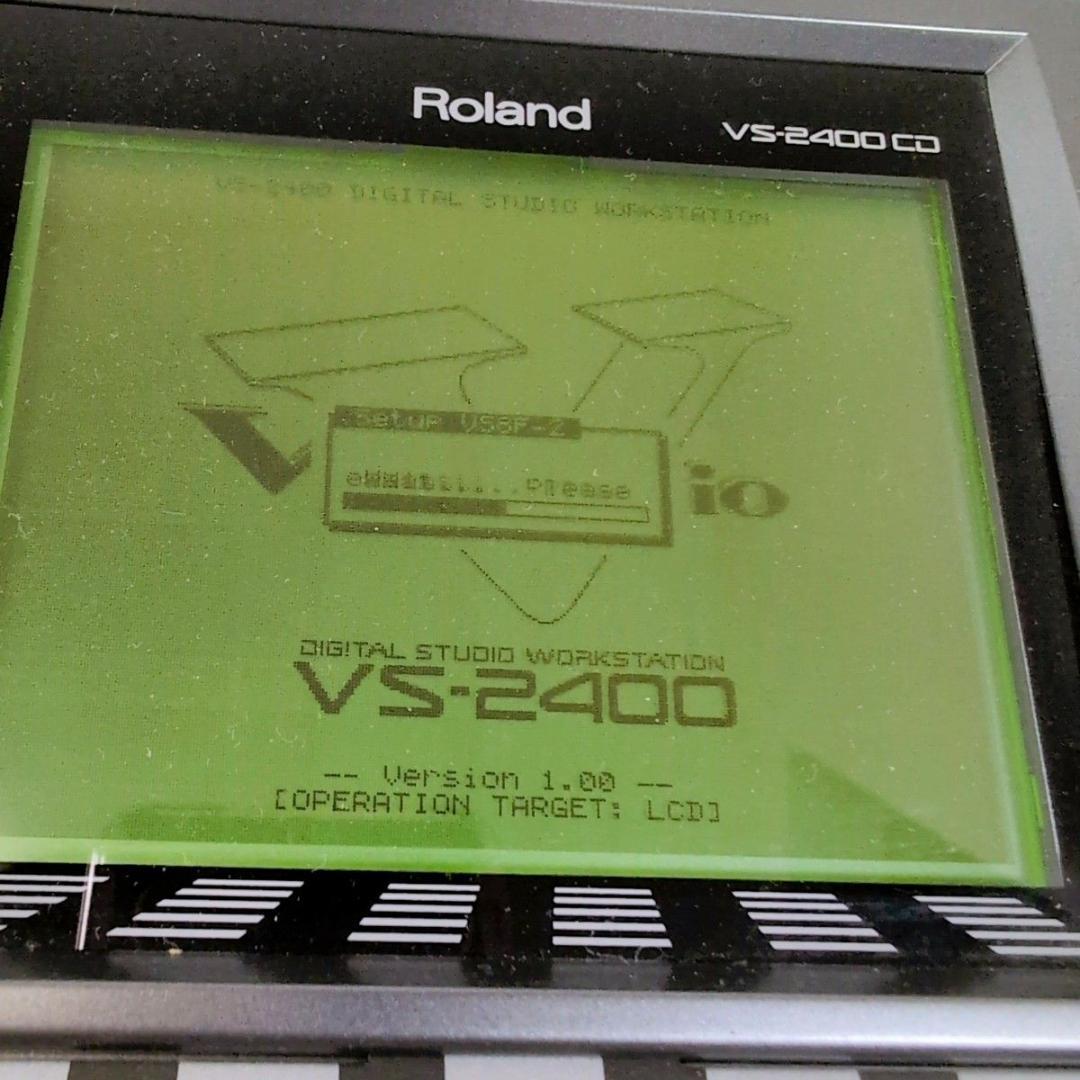 Roland
VS-2400 CD
VS-2400 DIGITAL STUDIO WORKSTATION
V
Setup VS8F-2
...Please
io
DIGITAL STUDIO WORKSTATION
VS-2400
-- Version 1.00 --
[OPERATION TARGET: LCD]